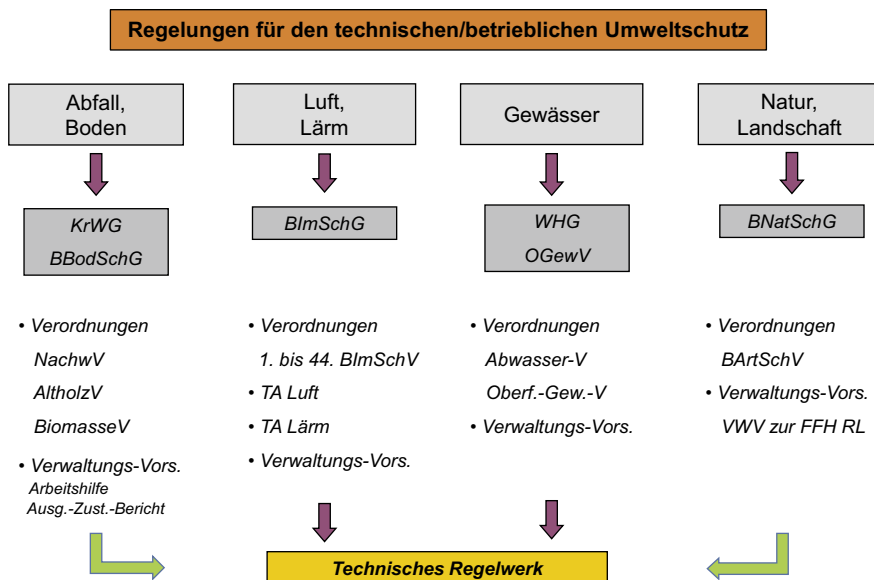 Regelungen für den technischen/betrieblichen Umweltschutz
Abfall,
Boden
KrWG
BBodSchG
• Verordnungen
NachwV
AltholzV
BiomasseV
• Verwaltungs-Vors.
Arbeitshilfe
Ausg.-Zust.-Bericht
Luft,
Lärm
BImSchG
• Verordnungen
1. bis 44. BImSchV
• TA Luft
• TA Lärm
• Verwaltungs-Vors.
Gewässer
WHG
OGewV
• Verordnungen
Abwasser-V
Oberf.-Gew.-V
• Verwaltungs-Vors.
Natur,
Landschaft
BNatSchG
• Verordnungen
BArtSchV
• Verwaltungs-Vors.
VWV zur FFH RL
Technisches Regelwerk